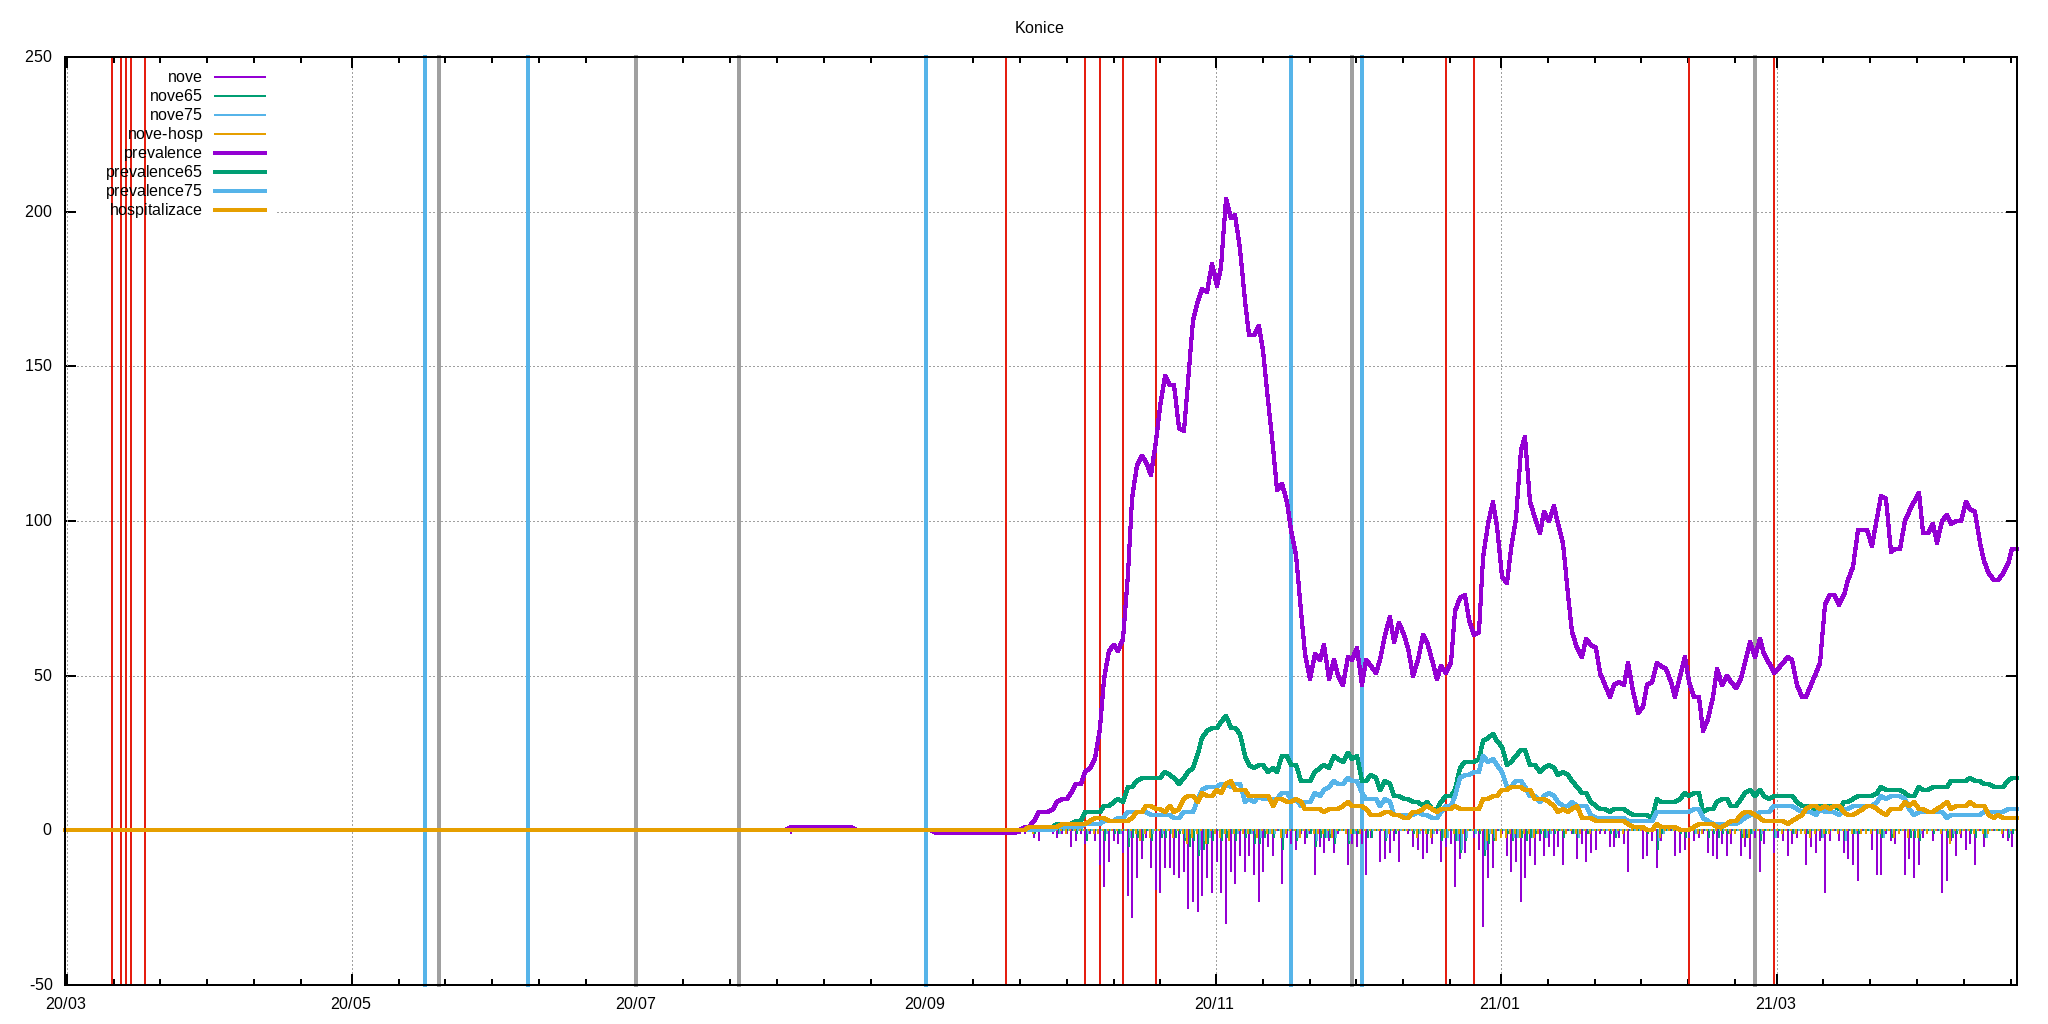 Konice
250
200
150
100
50
0
-50
nove
nove65
nove75
nove-hosp
prevalence
prevalence65
prevalence75
hospitalizace
20/03 20/05 20/07 20/09 20/11 21/01 21/03